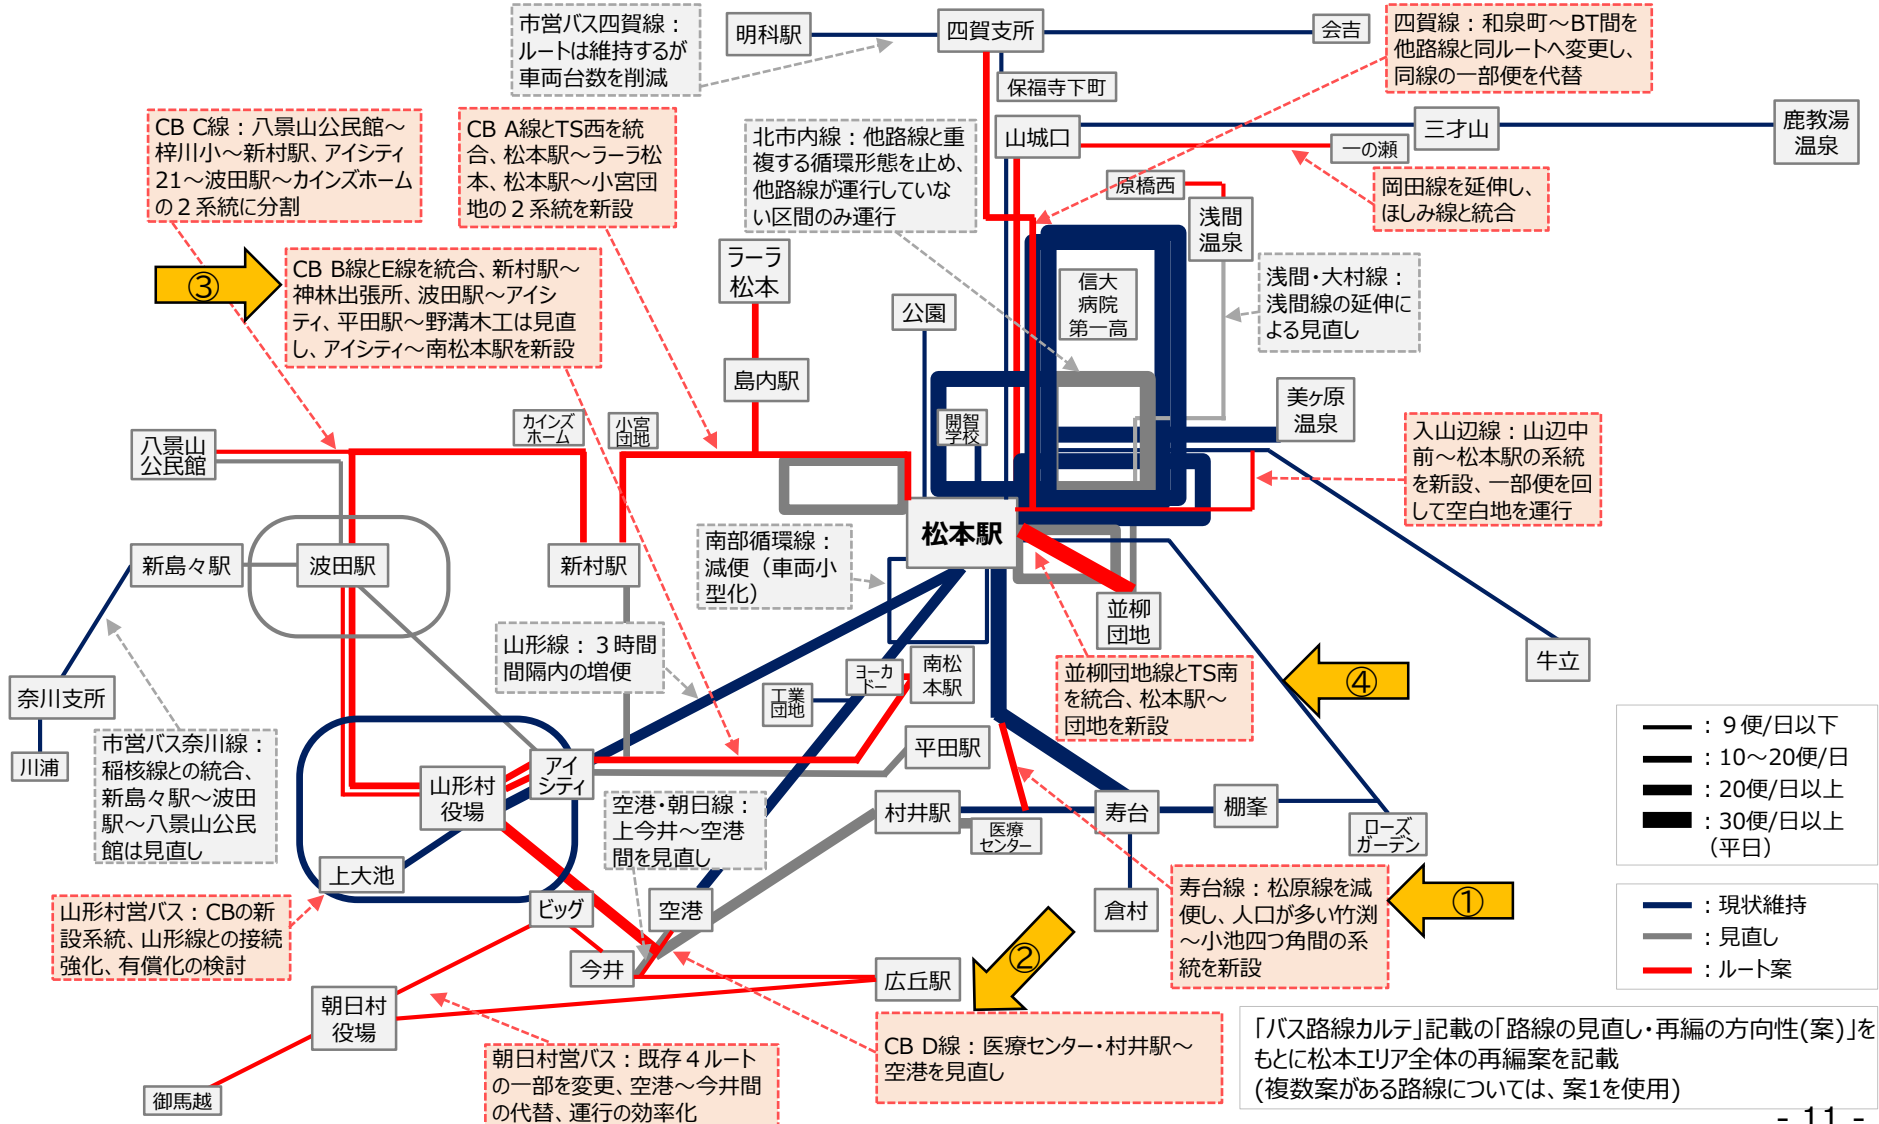 市営バス四賀線：
ルートは維持するが
車両台数を削減
明科駅
四賀支所
会吉
保福寺下町
四賀線：和泉町～BT間を
他路線と同ルートへ変更し、
同線の一部便を代替
CB C線：八景山公民館～
梓川小～新村駅、アイシティ
21～波田駅～カインズホーム
の２系統に分割
CB A線とTS西を統
合、松本駅～ラーラ松
本、松本駅～小宮団
地の２系統を新設
北市内線：他路線と重
複する循環形態を止め、
他路線が運行していな
い区間のみ運行
山城口
三才山
鹿教湯
温泉
一の瀬
岡田線を延伸し、
ほしみ線と統合
原橋西
浅間
温泉
③
CB B線とE線を統合、新村駅～
神林出張所、波田駅～アイシ
ティ、平田駅～野溝木工は見直
し、アイシティ～南松本駅を新設
ラーラ
松本
公園
信大
病院
第一高
浅間・大村線：
浅間線の延伸に
よる見直し
島内駅
美ヶ原
温泉
カインズ
ホーム
小宮
団地
開智
学校
八景山
公民館
入山辺線：山辺中
前～松本駅の系統
を新設、一部便を回
して空白地を運行
松本駅
新島々駅
波田駅
新村駅
南部循環線：
減便（車両小
型化）
並柳
団地
牛立
山形線：３時間
間隔内の増便
ヨーカ
ドー
南松
本駅
工業
団地
並柳団地線とTS南
を統合、松本駅～
団地を新設
④
奈川支所
川浦
市営バス奈川線：
稲核線との統合、
新島々駅～波田
駅～八景山公民
館は見直し
アイ
シティ
平田駅
山形村
役場
空港・朝日線：
上今井～空港
間を見直し
村井駅
医療
センター
寿台
棚峯
ローズ
ガーデン
：９便/日以下
：10～20便/日
：20便/日以上
：30便/日以上
（平日）
上大池
ビッグ
空港
倉村
寿台線：松原線を減
便し、人口が多い竹渕
～小池四つ角間の系
統を新設
①
：現状維持
：見直し
：ルート案
山形村営バス：CBの新
設系統、山形線との接続
強化、有償化の検討
今井
②
広丘駅
朝日村
役場
御馬越
朝日村営バス：既存４ルート
の一部を変更、空港～今井間
の代替、運行の効率化
CB D線：医療センター・村井駅～
空港を見直し
「バス路線カルテ」記載の「路線の見直し・再編の方向性(案)」を
もとに松本エリア全体の再編案を記載
(複数案がある路線については、案1を使用)
- 11 -